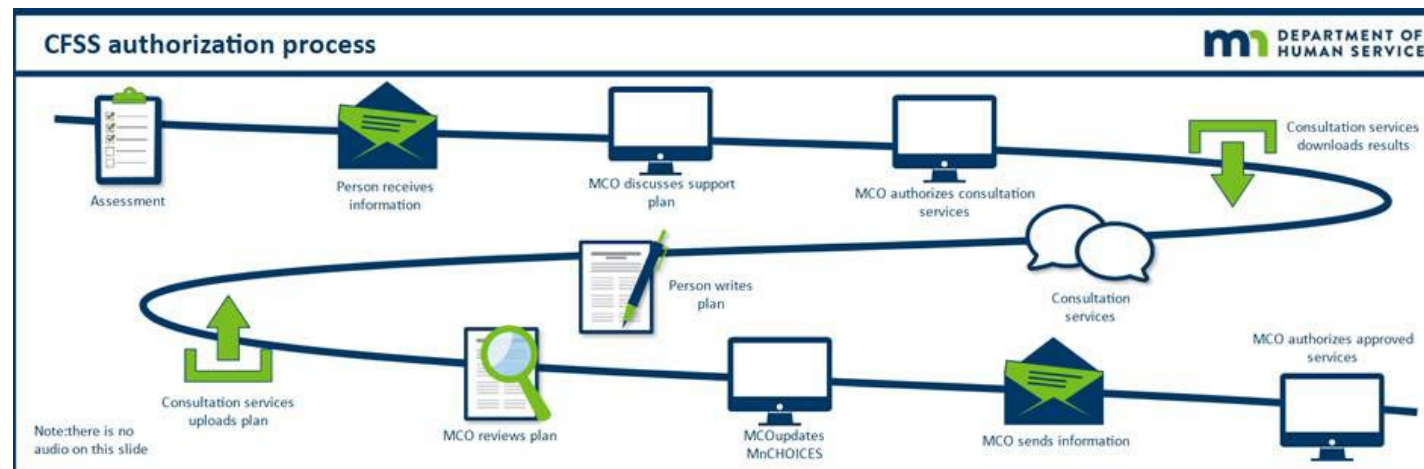 CFSS authorization process
mn DEPARTMENT OF
HUMAN SERVICE
Assessment
Person receives
information
MCO discusses support
plan
MCO authorizes consultation
services
Consultation services
downloads results
Consultation
services
Person writes
plan
Consultation services
uploads plan
MCO reviews plan
MCOupdates
MnCHOICES
MCO sends information
MCO authorizes approved
services
Note:there is no
audio on this slide